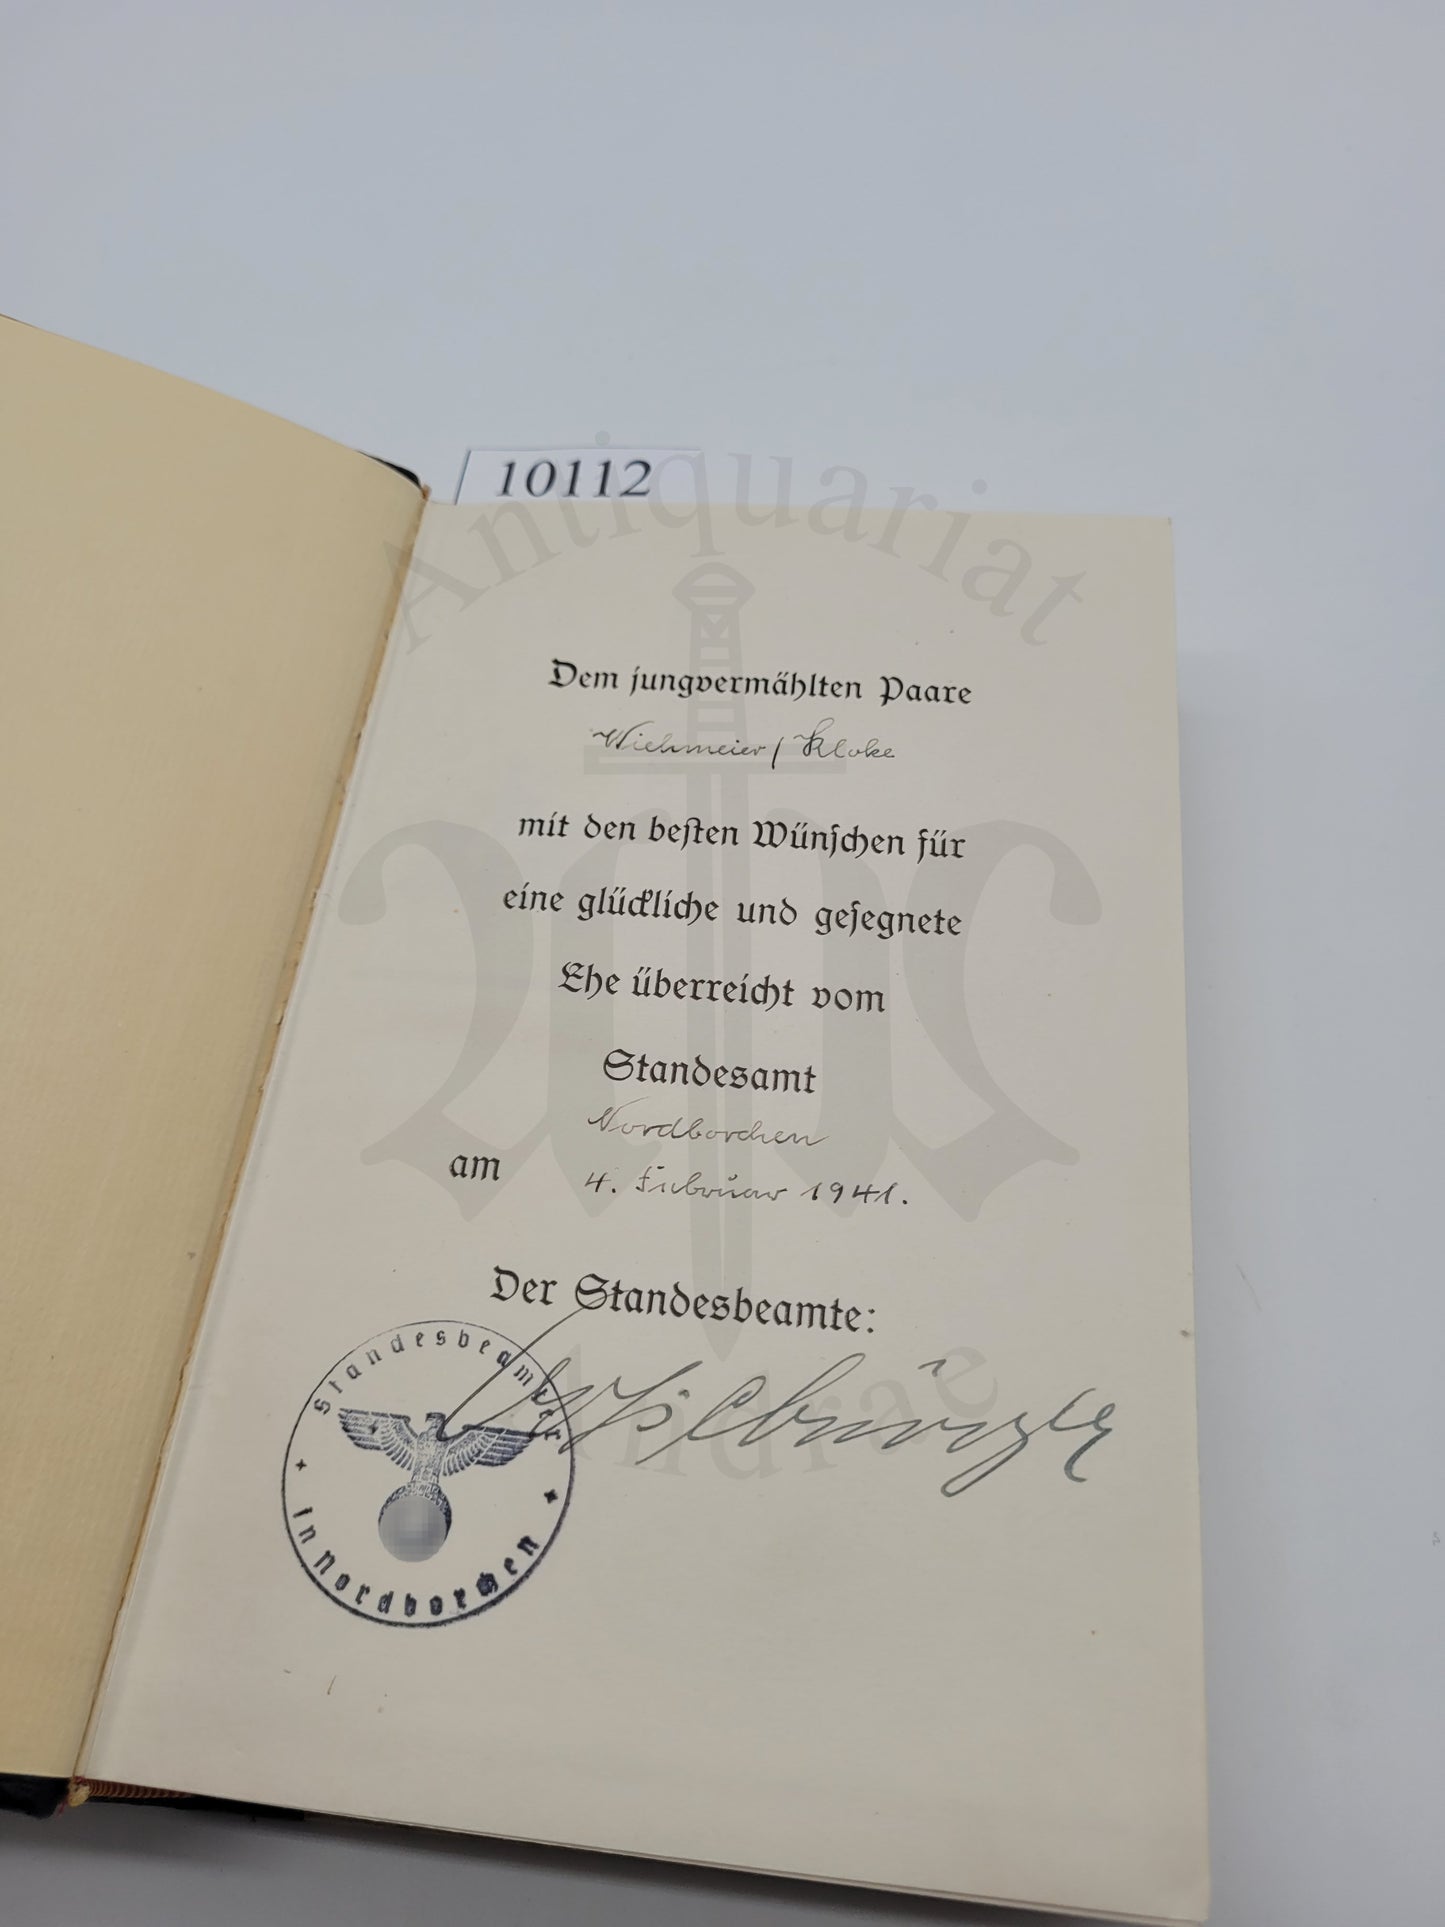 10112
Antiquariat
Dem jungvermählten Paare
Wiehmeier / Kloke
mit den besten Wünschen für
eine glückliche und gesegnete
Ehe überreicht vom
Standesamt
Nordborchen
am 4. Februar 1941.
Der Standesbeamte:
Standesbeamter
in Nordborchen
Andrae